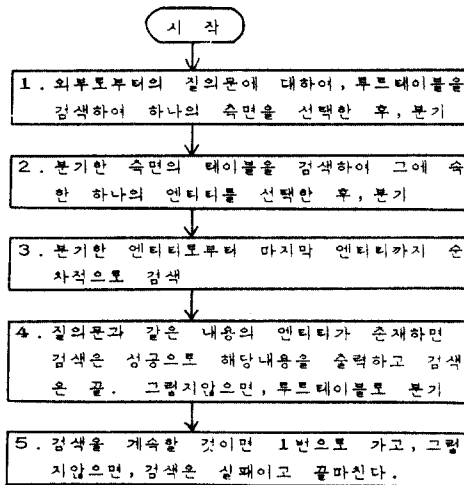 시 작
1. 외부로부터의 질의문에 대하여, 루트테이블을
검색하여 하나의 측면을 선택한 후, 분기
2. 분기한 측면의 테이블을 검색하여 그에 속
한 하나의 엔티티를 선택한 후, 분기
3. 분기한 엔티티로부터 마지막 엔티티까지 순
차적으로 검색
4. 질의문과 같은 내용의 엔티티가 존재하면
검색은 성공으로 해당내용을 출력하고 검색
은 끝. 그렇지않으면, 루트테이블로 분기
5. 검색을 계속할 것이면 1번으로 가고, 그렇
지않으면, 검색은 실패이고 끝마친다.